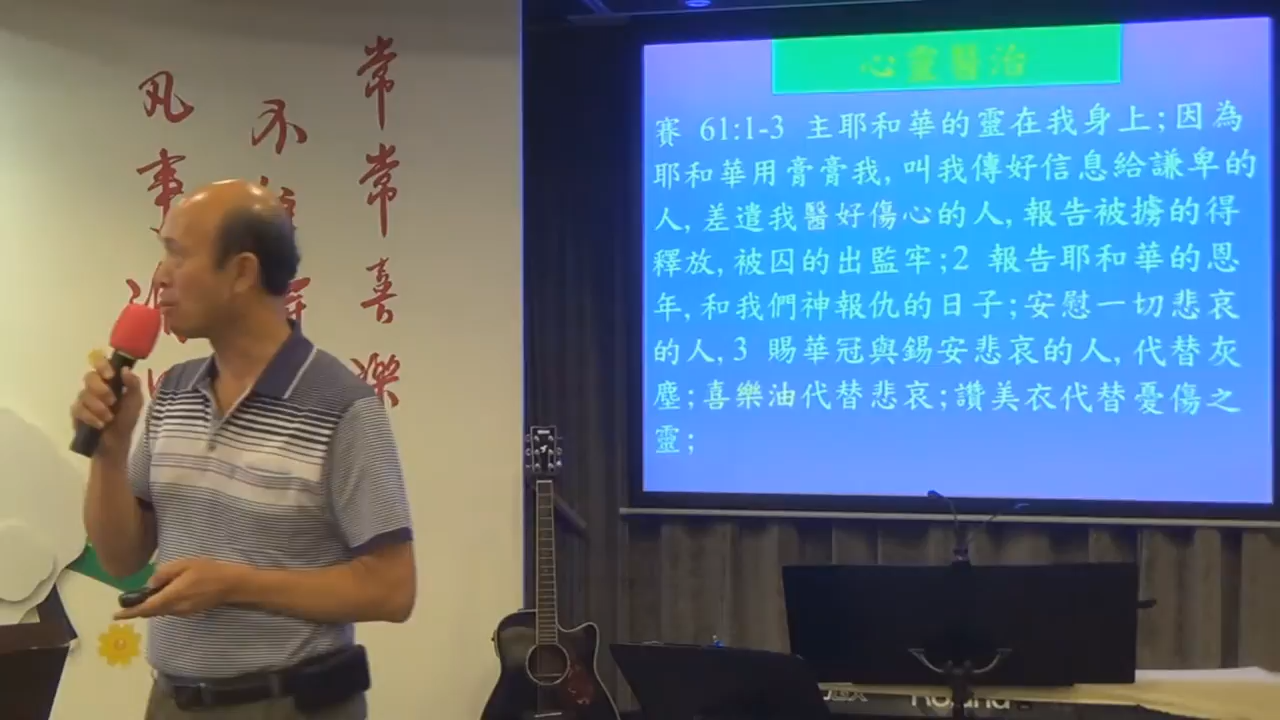 常常喜樂
不
凡事
心靈醫治
賽 61:1-3 主耶和華的靈在我身上;因為
耶和華用膏膏我,叫我傳好信息給謙卑的
人,差遣我醫好傷心的人,報告被擄的得
釋放,被囚的出監牢;2 報告耶和華的恩
年,和我們神報仇的日子;安慰一切悲哀
的人,3 賜華冠與錫安悲哀的人,代替灰
塵;喜樂油代替悲哀;讚美衣代替憂傷之
靈;
Roland